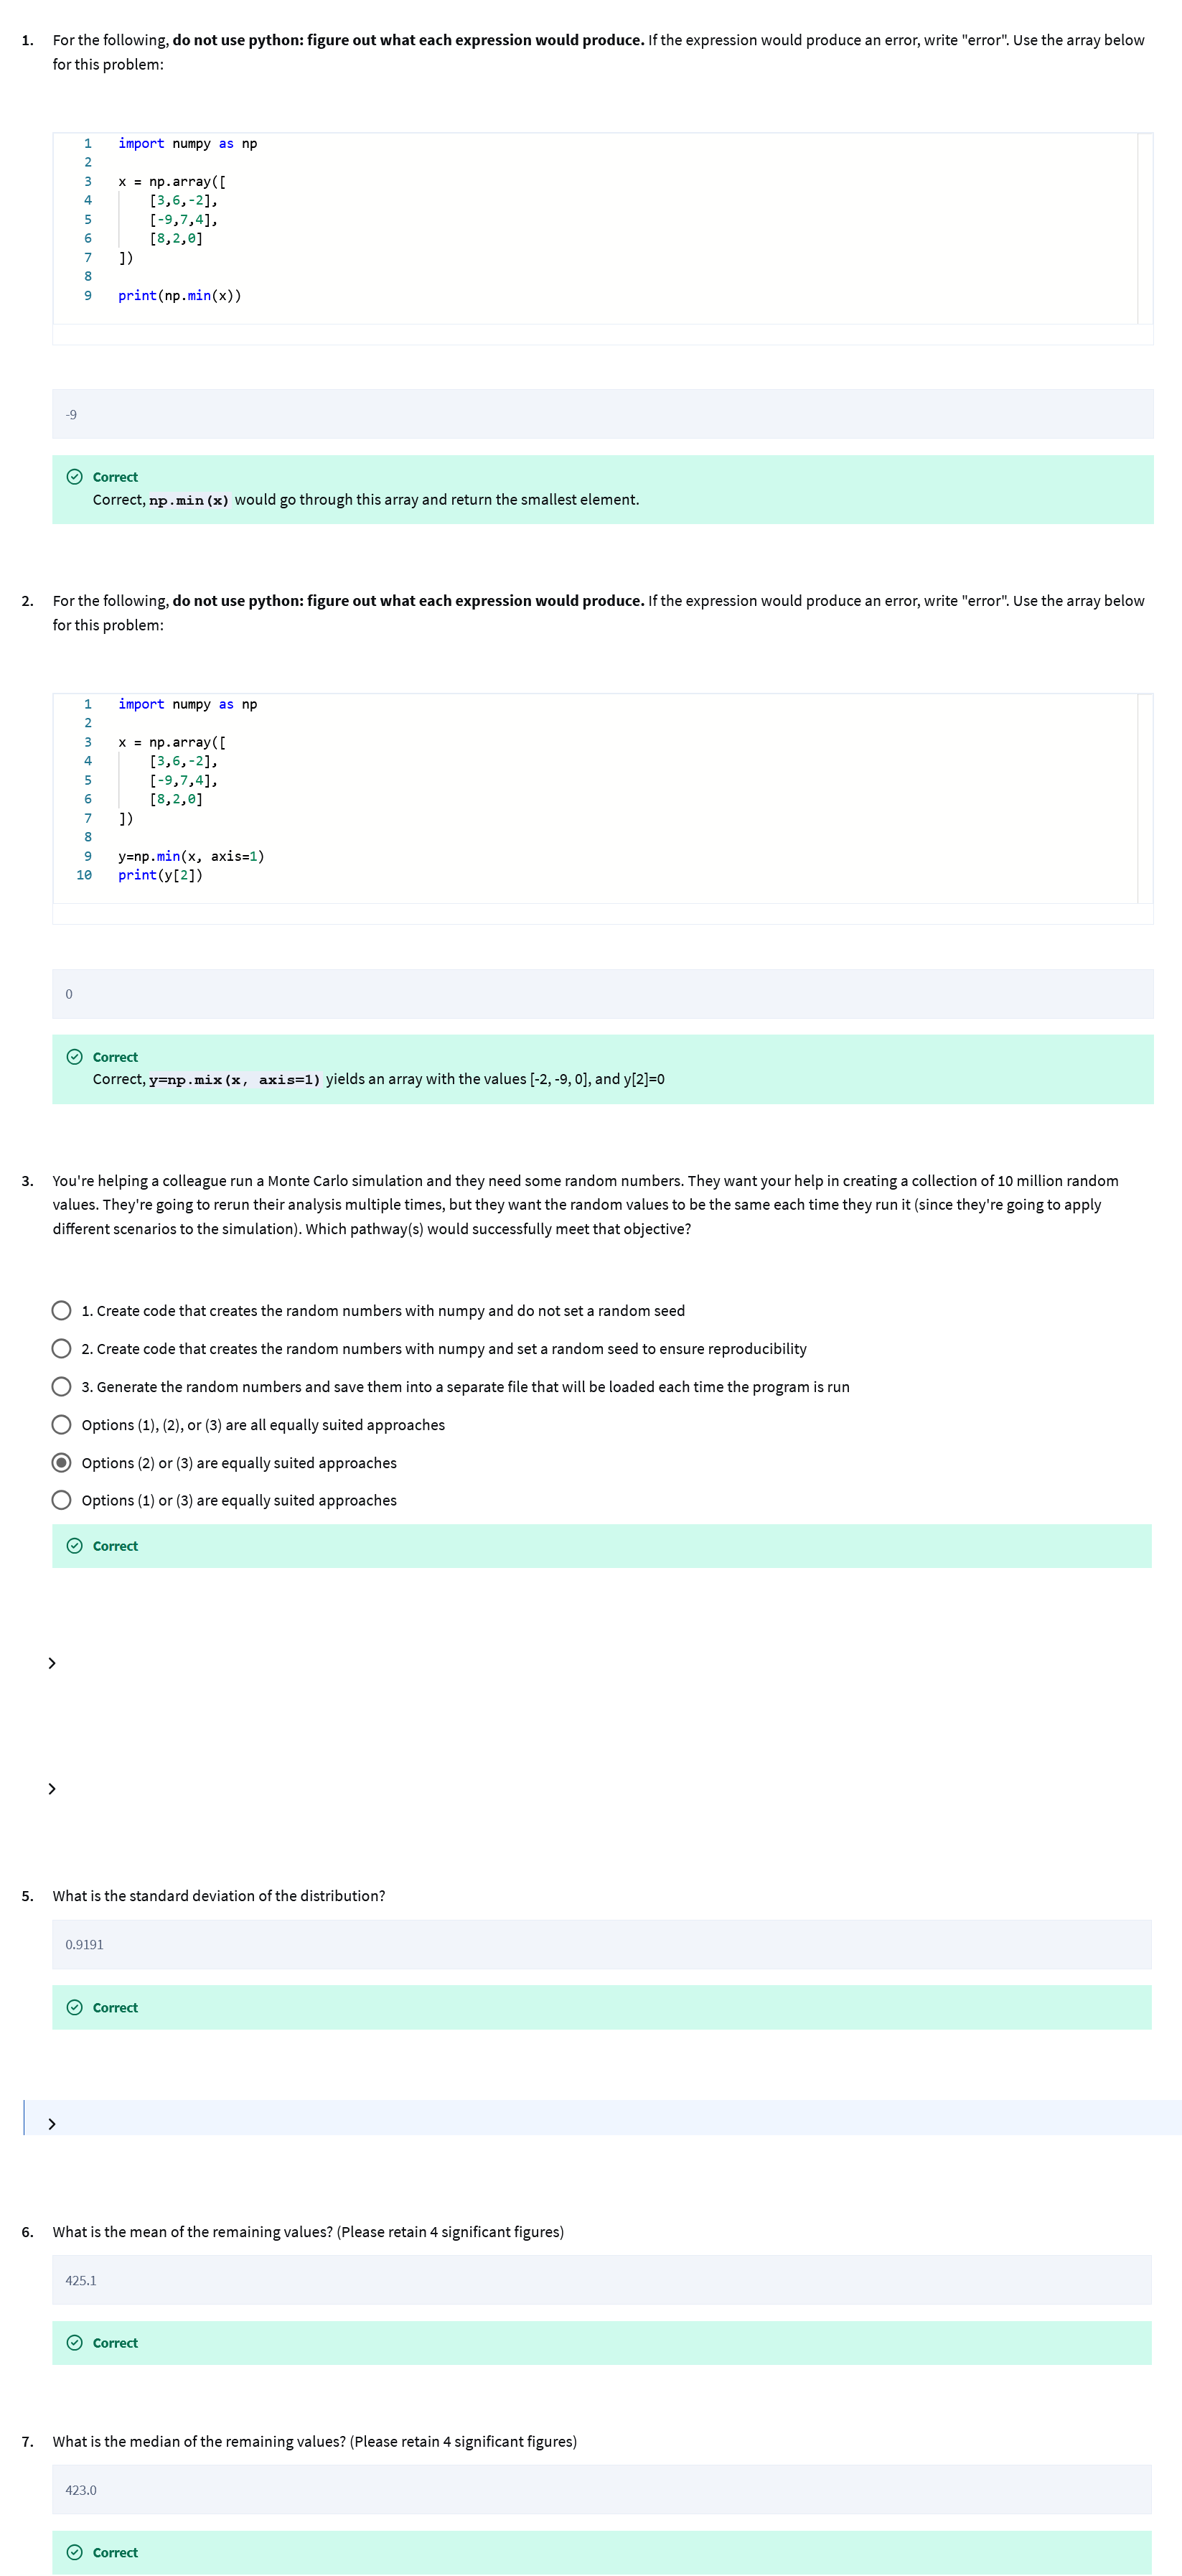 1. For the following, do not use python: figure out what each expression would produce. If the expression would produce an error, write "error". Use the array below
for this problem:
1 import numpy as np
2
3 x = np.array([
4 [3,6,-2],
5 [-9,7,4],
6 [8,2,0]
7 ])
8
9 print(np.min(x))
-9
Correct
Correct, np.min(x) would go through this array and return the smallest element.
2. For the following, do not use python: figure out what each expression would produce. If the expression would produce an error, write "error". Use the array below
for this problem:
1 import numpy as np
2
3 x = np.array([
4 [3,6,-2],
5 [-9,7,4],
6 [8,2,0]
7 ])
8
9 y=np.min(x, axis=1)
10 print(y[2])
0
Correct
Correct, y=np.mix(x, axis=1) yields an array with the values [-2, -9, 0], and y[2]=0
3. You're helping a colleague run a Monte Carlo simulation and they need some random numbers. They want your help in creating a collection of 10 million random
values. They're going to rerun their analysis multiple times, but they want the random values to be the same each time they run it (since they're going to apply
different scenarios to the simulation). Which pathway(s) would successfully meet that objective?
1. Create code that creates the random numbers with numpy and do not set a random seed
2. Create code that creates the random numbers with numpy and set a random seed to ensure reproducibility
3. Generate the random numbers and save them into a separate file that will be loaded each time the program is run
Options (1), (2), or (3) are all equally suited approaches
Options (2) or (3) are equally suited approaches
Options (1) or (3) are equally suited approaches
Correct
5. What is the standard deviation of the distribution?
0.9191
Correct
6. What is the mean of the remaining values? (Please retain 4 significant figures)
425.1
Correct
7. What is the median of the remaining values? (Please retain 4 significant figures)
423.0
Correct